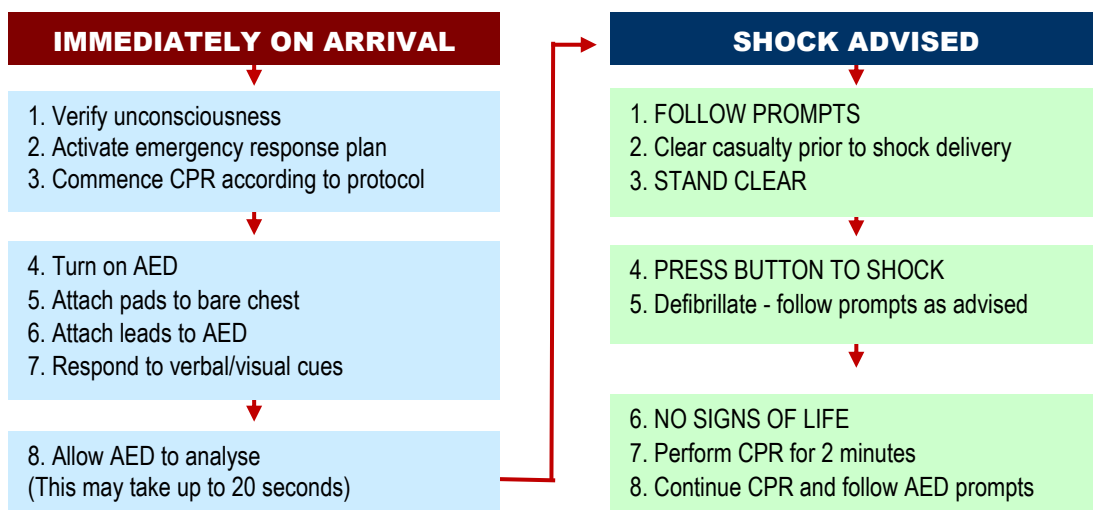 IMMEDIATELY ON ARRIVAL
1. Verify unconsciousness
2. Activate emergency response plan
3. Commence CPR according to protocol
4. Turn on AED
5. Attach pads to bare chest
6. Attach leads to AED
7. Respond to verbal/visual cues
8. Allow AED to analyse
(This may take up to 20 seconds)
SHOCK ADVISED
1. FOLLOW PROMPTS
2. Clear casualty prior to shock delivery
3. STAND CLEAR
4. PRESS BUTTON TO SHOCK
5. Defibrillate - follow prompts as advised
6. NO SIGNS OF LIFE
7. Perform CPR for 2 minutes
8. Continue CPR and follow AED prompts